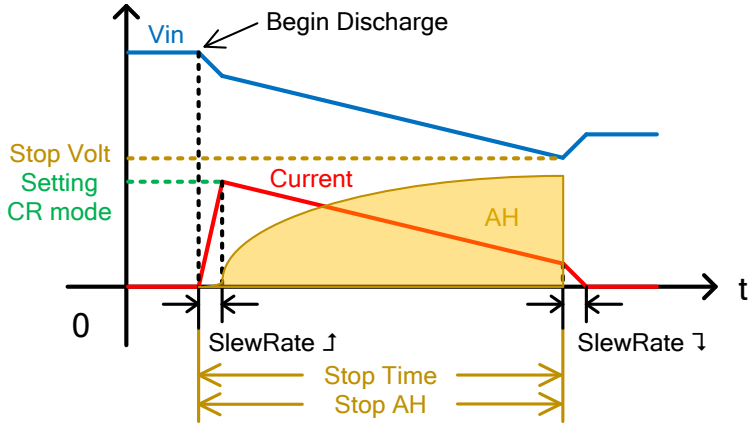 Vin
Begin Discharge
Stop Volt
Setting
CR mode
Current
AH
0
t
SlewRate
SlewRate
Stop Time
Stop AH